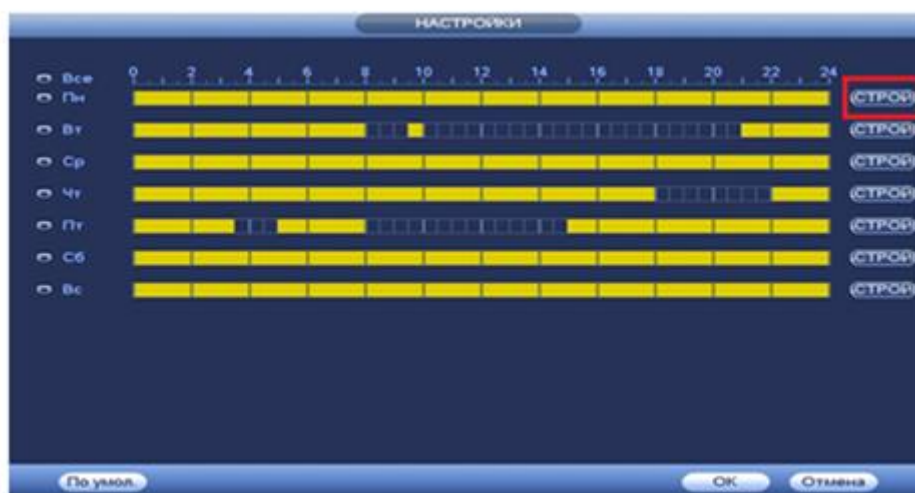 НАСТРОЙКИ
Все 0 2 4 6 8 10 12 14 16 18 20 22 24
Пн СТРОЙ
Вт СТРОЙ
Ср СТРОЙ
Чт СТРОЙ
Пт СТРОЙ
Сб СТРОЙ
Вс СТРОЙ
По умол. ОК Отмена